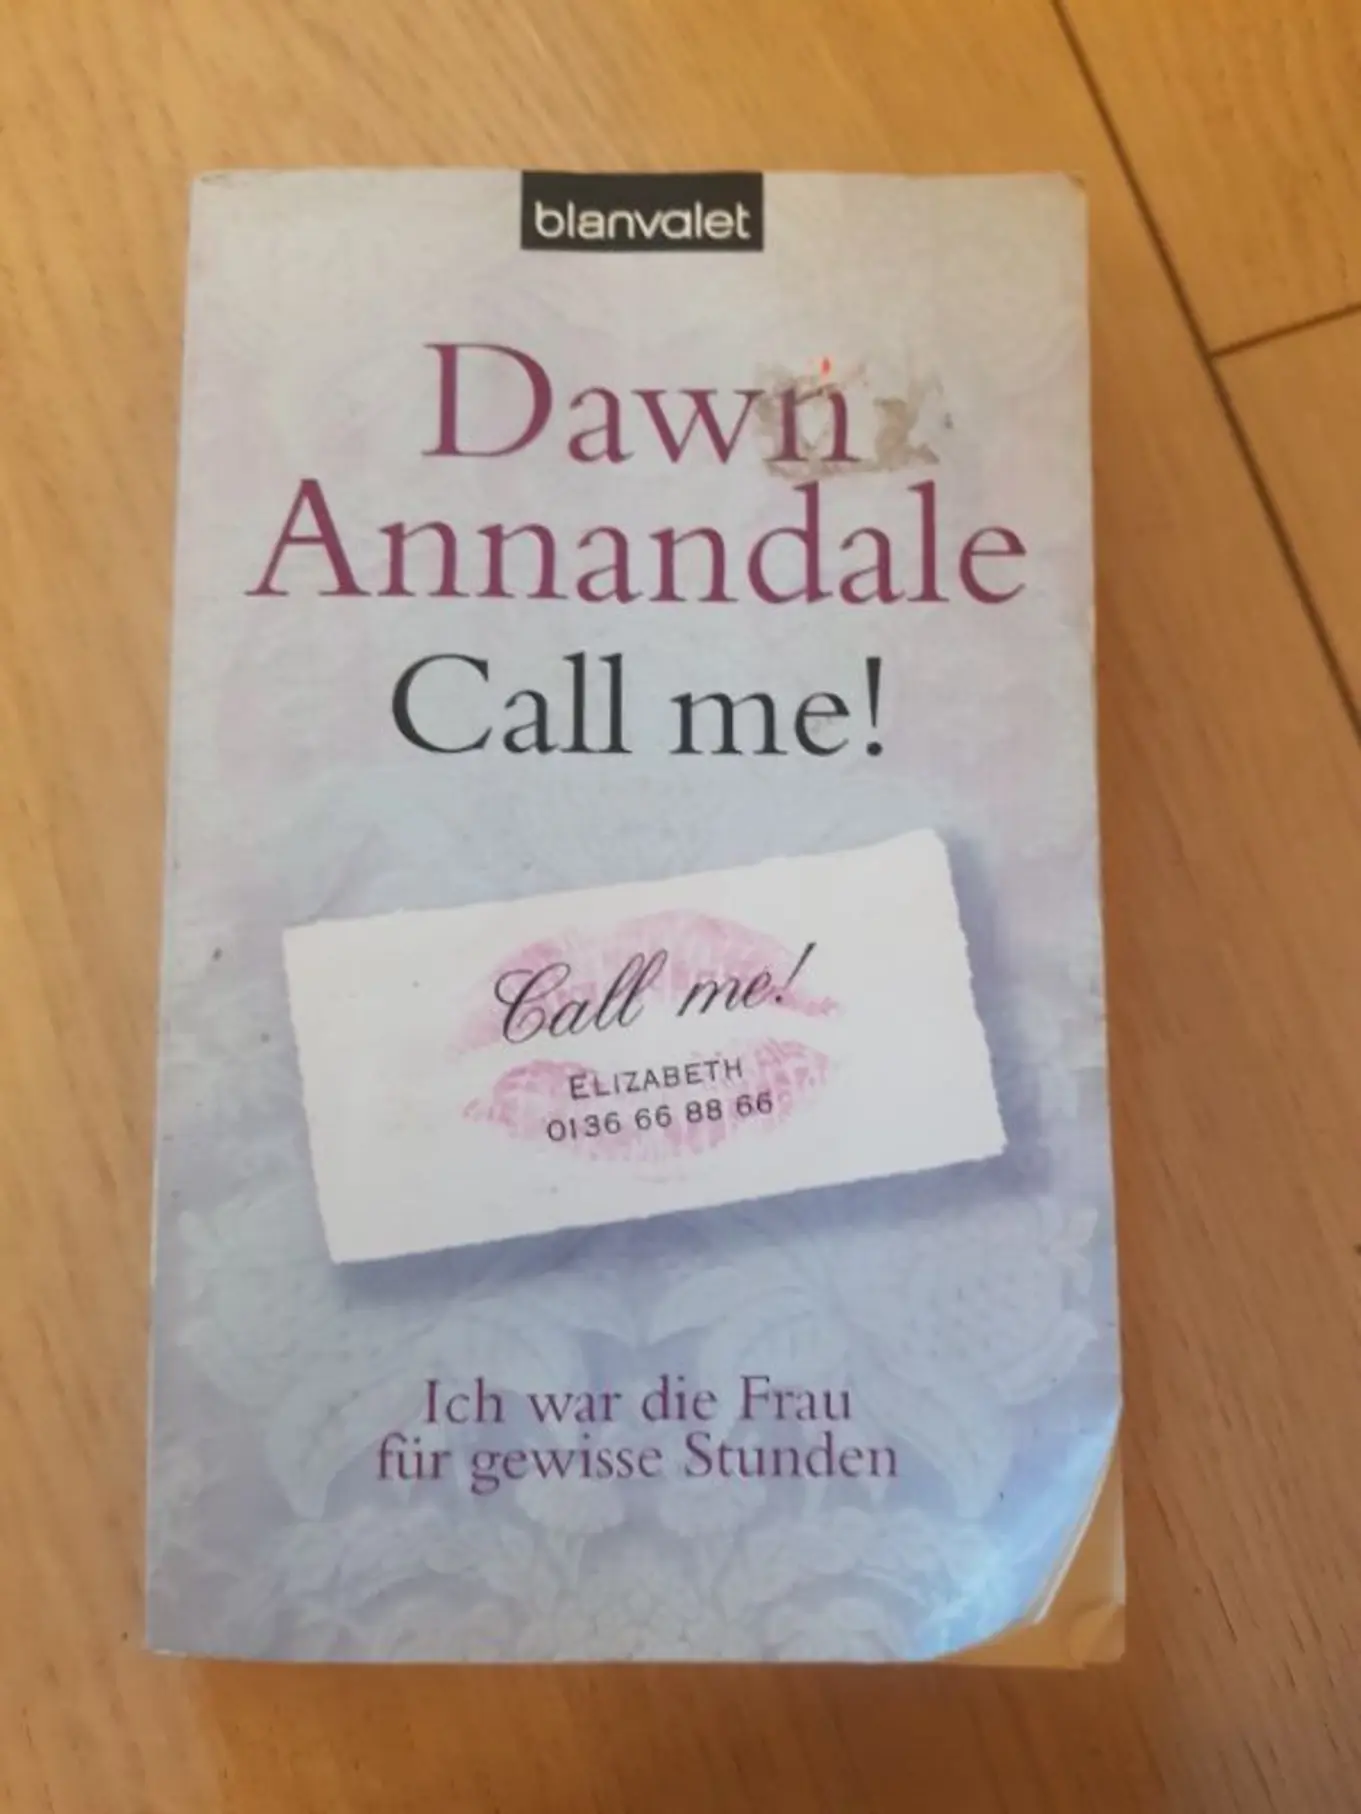 blanvalet
Dawn
Annandale
Call me!
Call me!
ELIZABETH
0136 66 88 66
Ich war die Frau
für gewisse Stunden